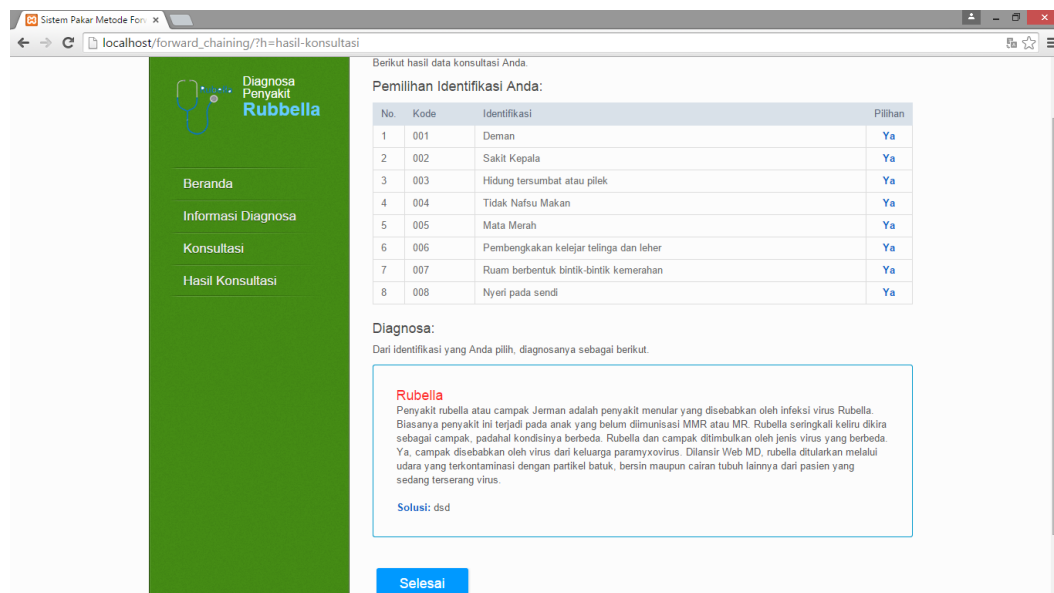 Sistem Pakar Metode Forv
localhost/forward_chaining/?h=hasil-konsultasi
Diagnosa
Penyakit
Rubbella
Beranda
Informasi Diagnosa
Konsultasi
Hasil Konsultasi
Berikut hasil data konsultasi Anda.
Pemilihan Identifikasi Anda:
No. Kode Identifikasi Pilihan
1 001 Deman Ya
2 002 Sakit Kepala Ya
3 003 Hidung tersumbat atau pilek Ya
4 004 Tidak Nafsu Makan Ya
5 005 Mata Merah Ya
6 006 Pembengkakan kelejar telinga dan leher Ya
7 007 Ruam berbentuk bintik-bintik kemerahan Ya
8 008 Nyeri pada sendi Ya
Diagnosa:
Dari identifikasi yang Anda pilih, diagnosanya sebagai berikut.
Rubella
Penyakit rubella atau campak Jerman adalah penyakit menular yang disebabkan oleh infeksi virus Rubella.
Biasanya penyakit ini terjadi pada anak yang belum diimunisasi MMR atau MR. Rubella seringkali keliru dikira
sebagai campak, padahal kondisinya berbeda. Rubella dan campak ditimbulkan oleh jenis virus yang berbeda.
Ya, campak disebabkan oleh virus dari keluarga paramyxovirus. Dilansir Web MD, rubella ditularkan melalui
udara yang terkontaminasi dengan partikel batuk, bersin maupun cairan tubuh lainnya dari pasien yang
sedang terserang virus.
Solusi: dsd
Selesai